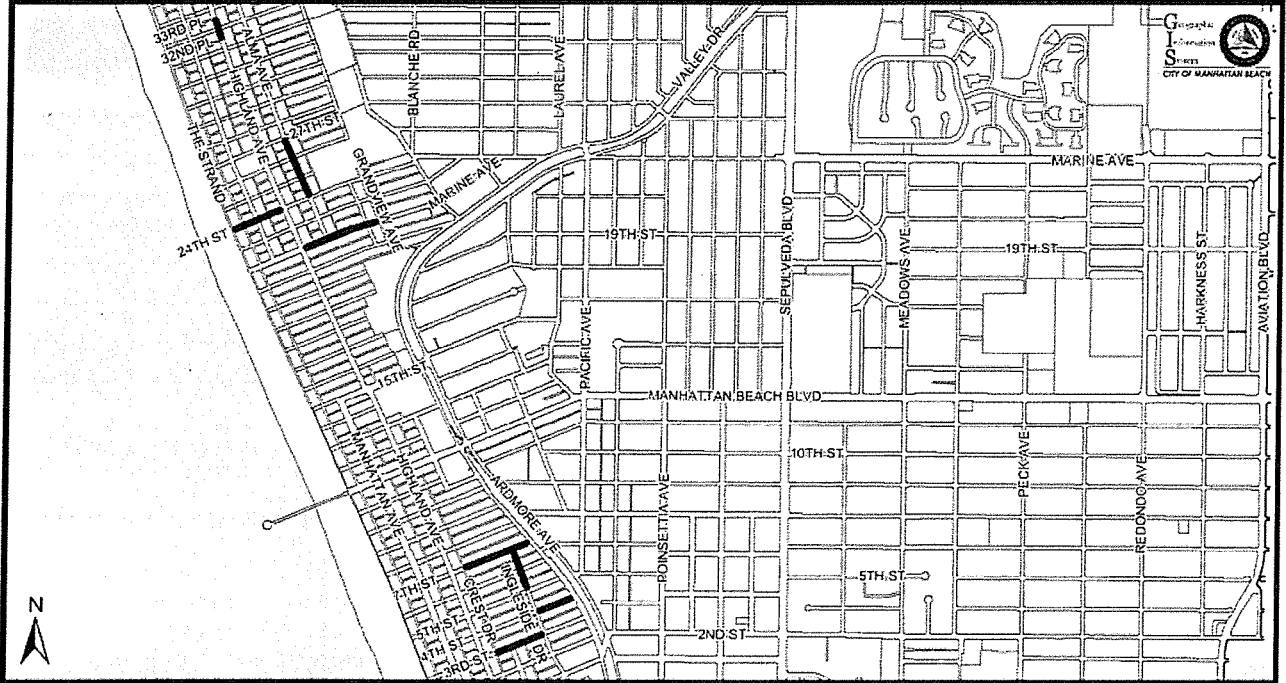 33RD PL
32ND PL
ALMA AVE
HIGHLAND AVE
THE STRAND
27TH ST
24TH ST
GRANDVIEW AVE
MARINE AVE
BLANCHE RD
LAUREL AVE
VALLEY DR
Geographic
Information
Systems
CITY OF MANHATTAN BEACH
MARINE AVE
19TH ST
SEPULVEDA BLVD
MEADOWS AVE
19TH ST
HARKNESS ST
AVIATION BLVD
PACIFIC AVE
15TH ST
MANHATTAN BEACH BLVD
MANHATTAN AVE
HIGHLAND AVE
ARDMORE AVE
10TH ST
POINSETTIA AVE
PECK AVE
REDONDO AVE
7TH ST
CREST DR
INGLESIDE DR
5TH ST
5TH ST
4TH S
3RD ST
2ND ST
N